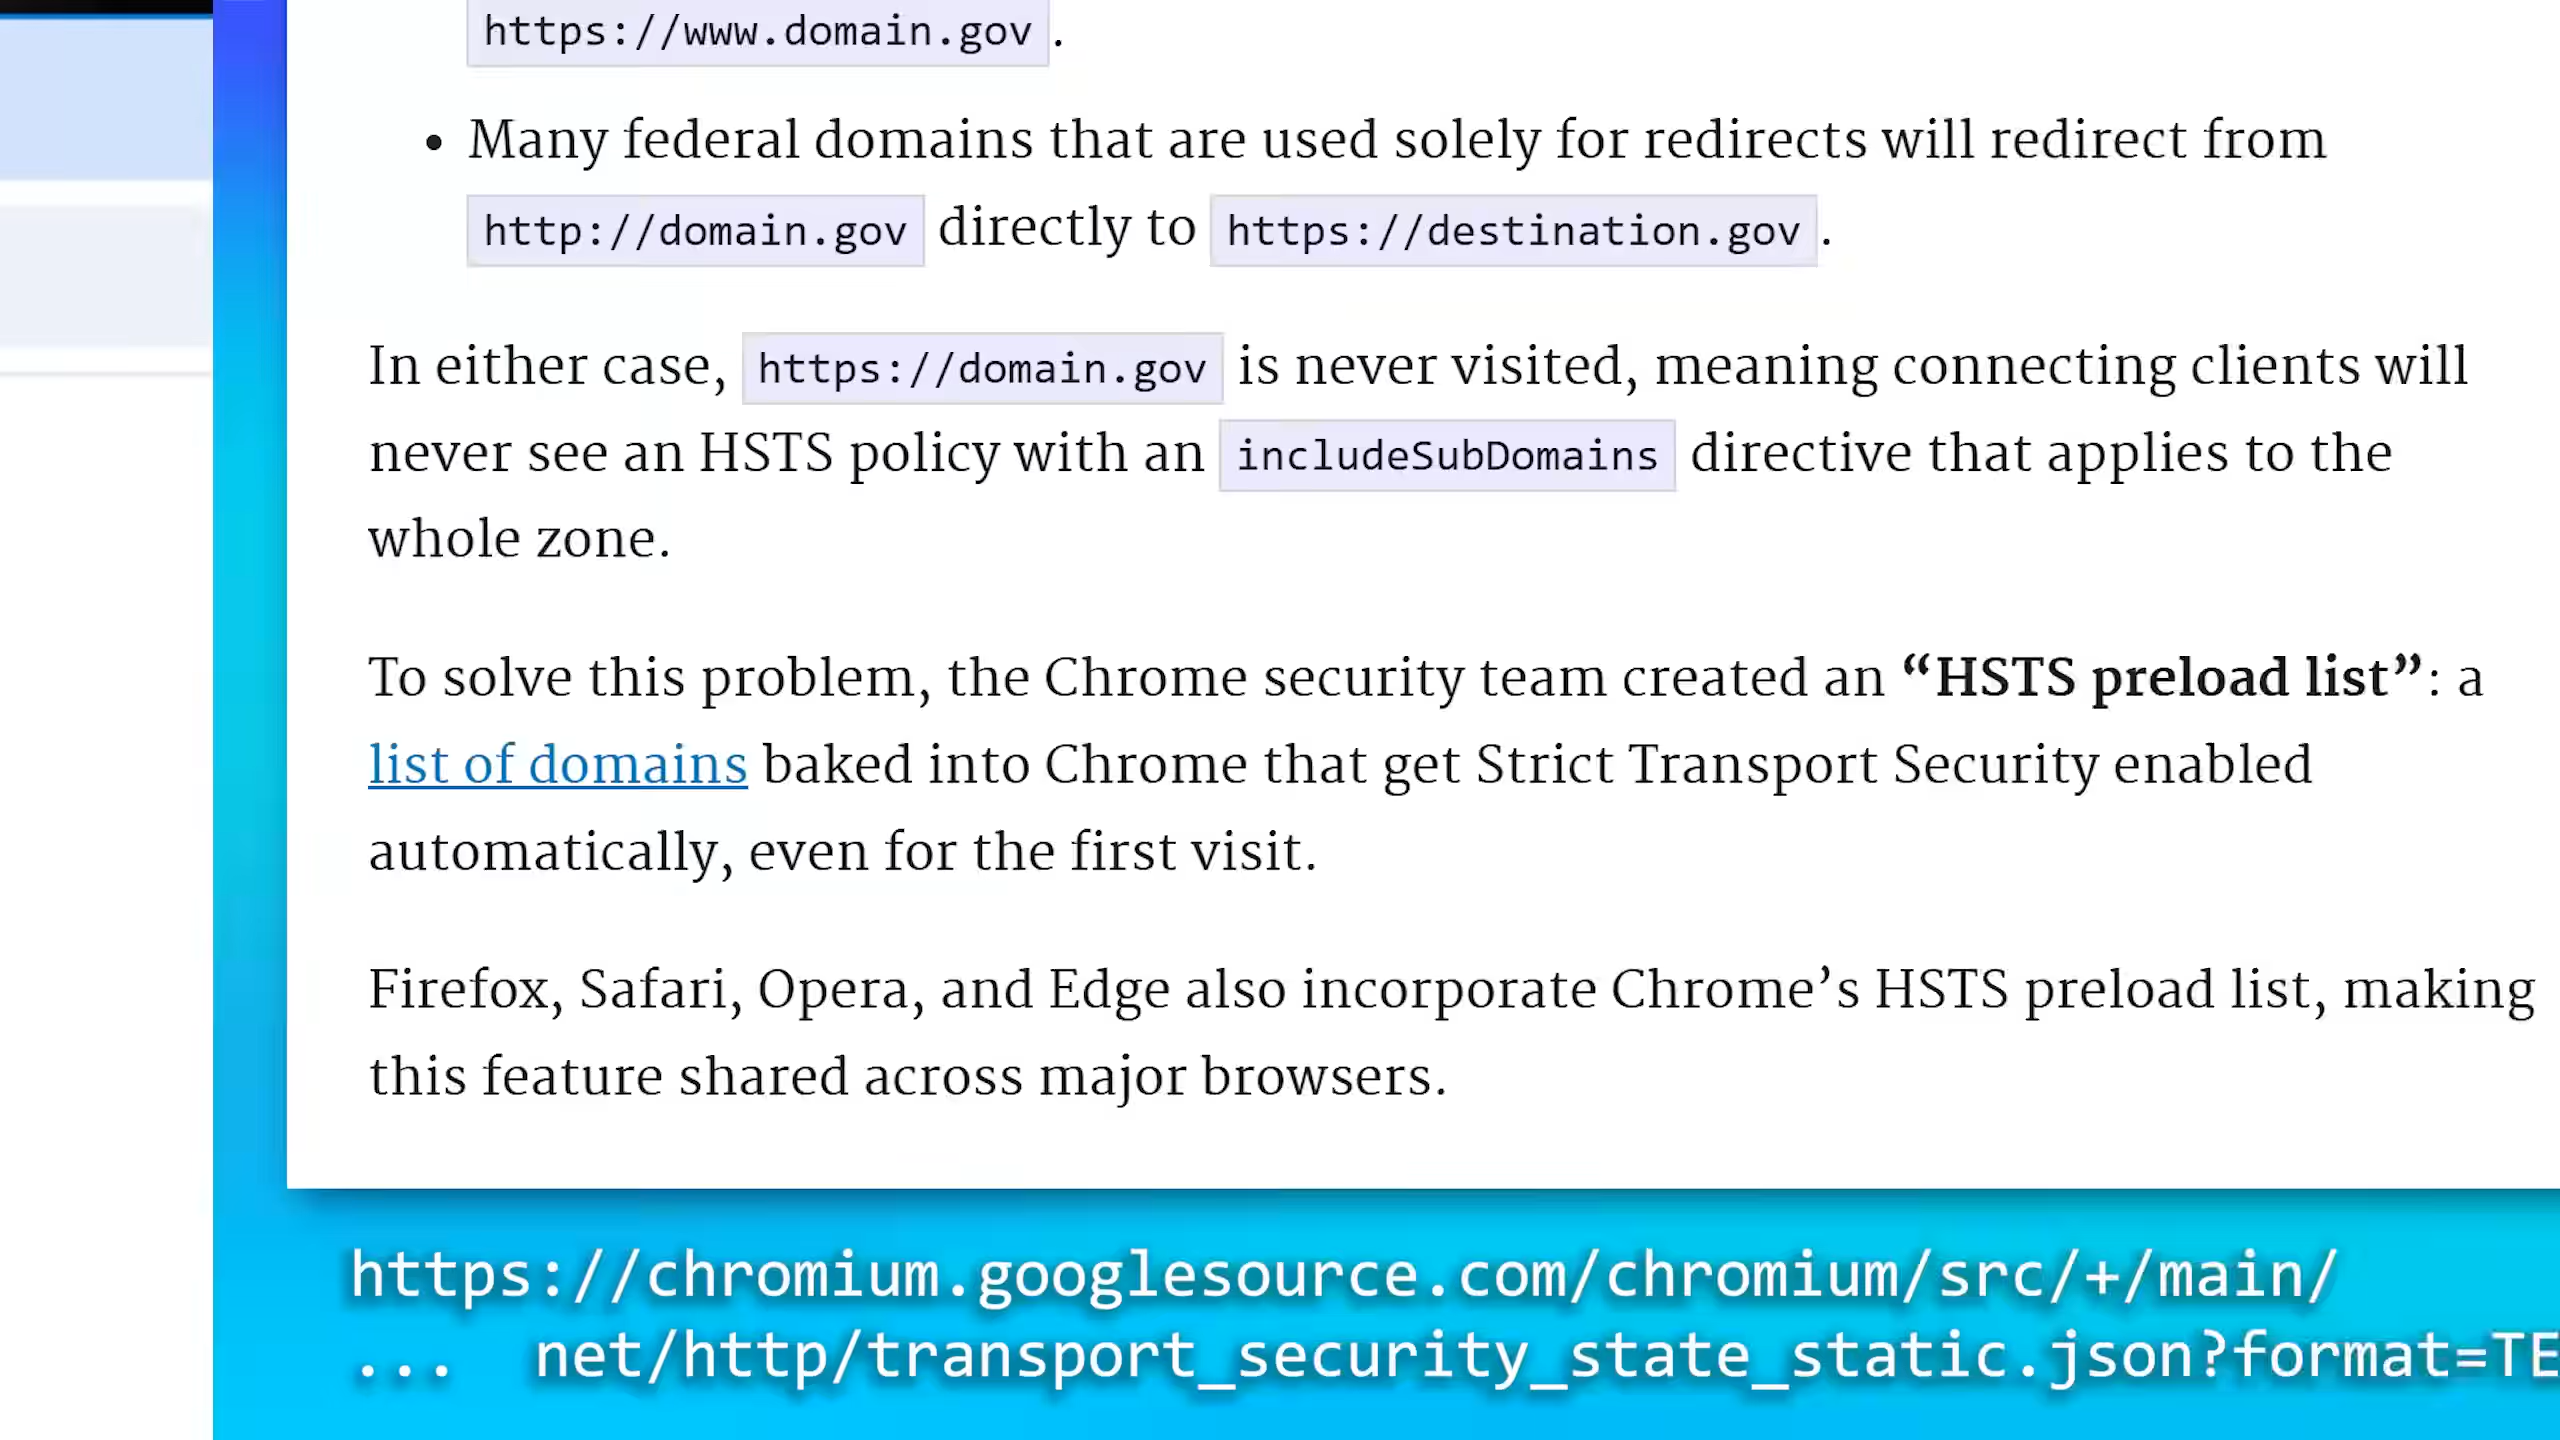 https://www.domain.gov.
• Many federal domains that are used solely for redirects will redirect from
http://domain.gov directly to https://destination.gov.
In either case, https://domain.gov is never visited, meaning connecting clients will
never see an HSTS policy with an includeSubDomains directive that applies to the
whole zone.
To solve this problem, the Chrome security team created an “HSTS preload list”: a
list of domains baked into Chrome that get Strict Transport Security enabled
automatically, even for the first visit.
Firefox, Safari, Opera, and Edge also incorporate Chrome’s HSTS preload list, making
this feature shared across major browsers.
https://chromium.googlesource.com/chromium/src/+/main/
... net/http/transport_security_state_static.json?format=TE